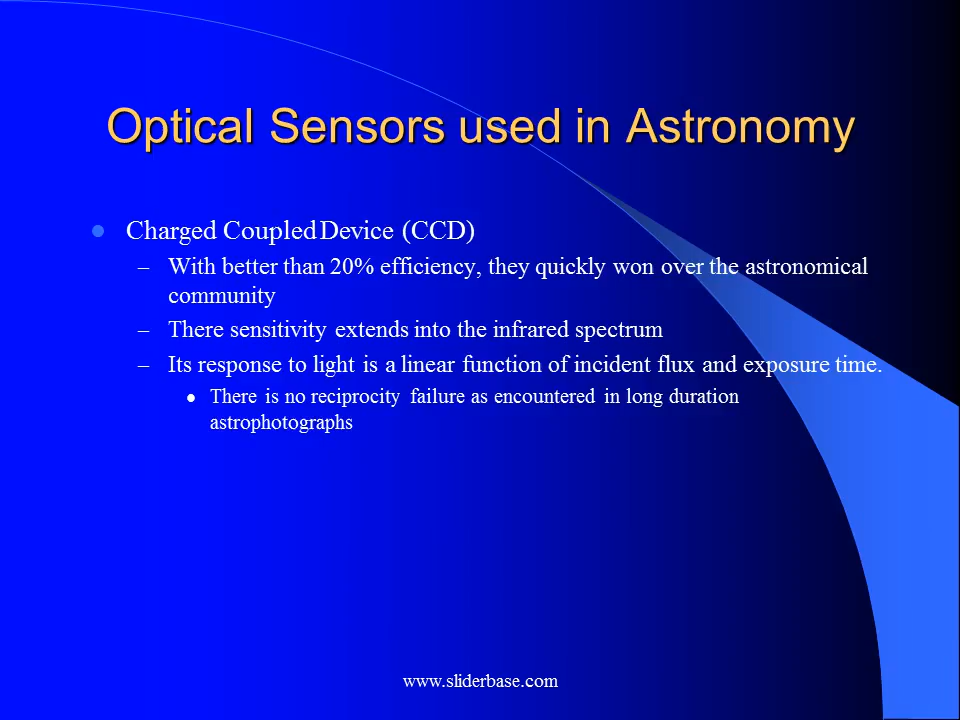 Optical Sensors used in Astronomy
Charged Coupled Device (CCD)
– With better than 20% efficiency, they quickly won over the astronomical
community
– There sensitivity extends into the infrared spectrum
– Its response to light is a linear function of incident flux and exposure time.
There is no reciprocity failure as encountered in long duration
astrophotographs
www.sliderbase.com